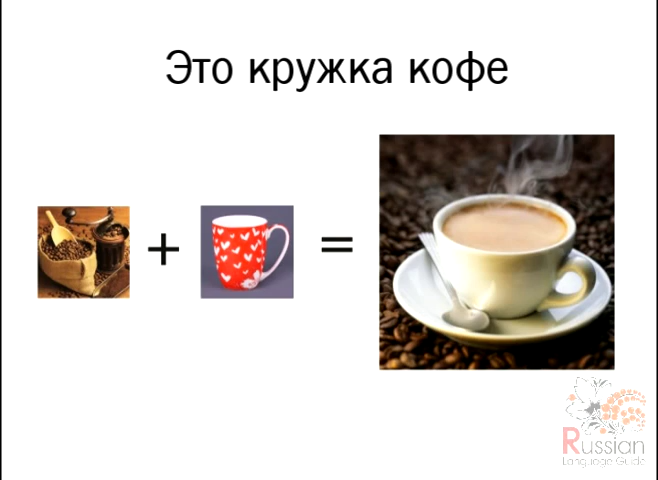 Это кружка кофе
+
=
Russian
Language Guide